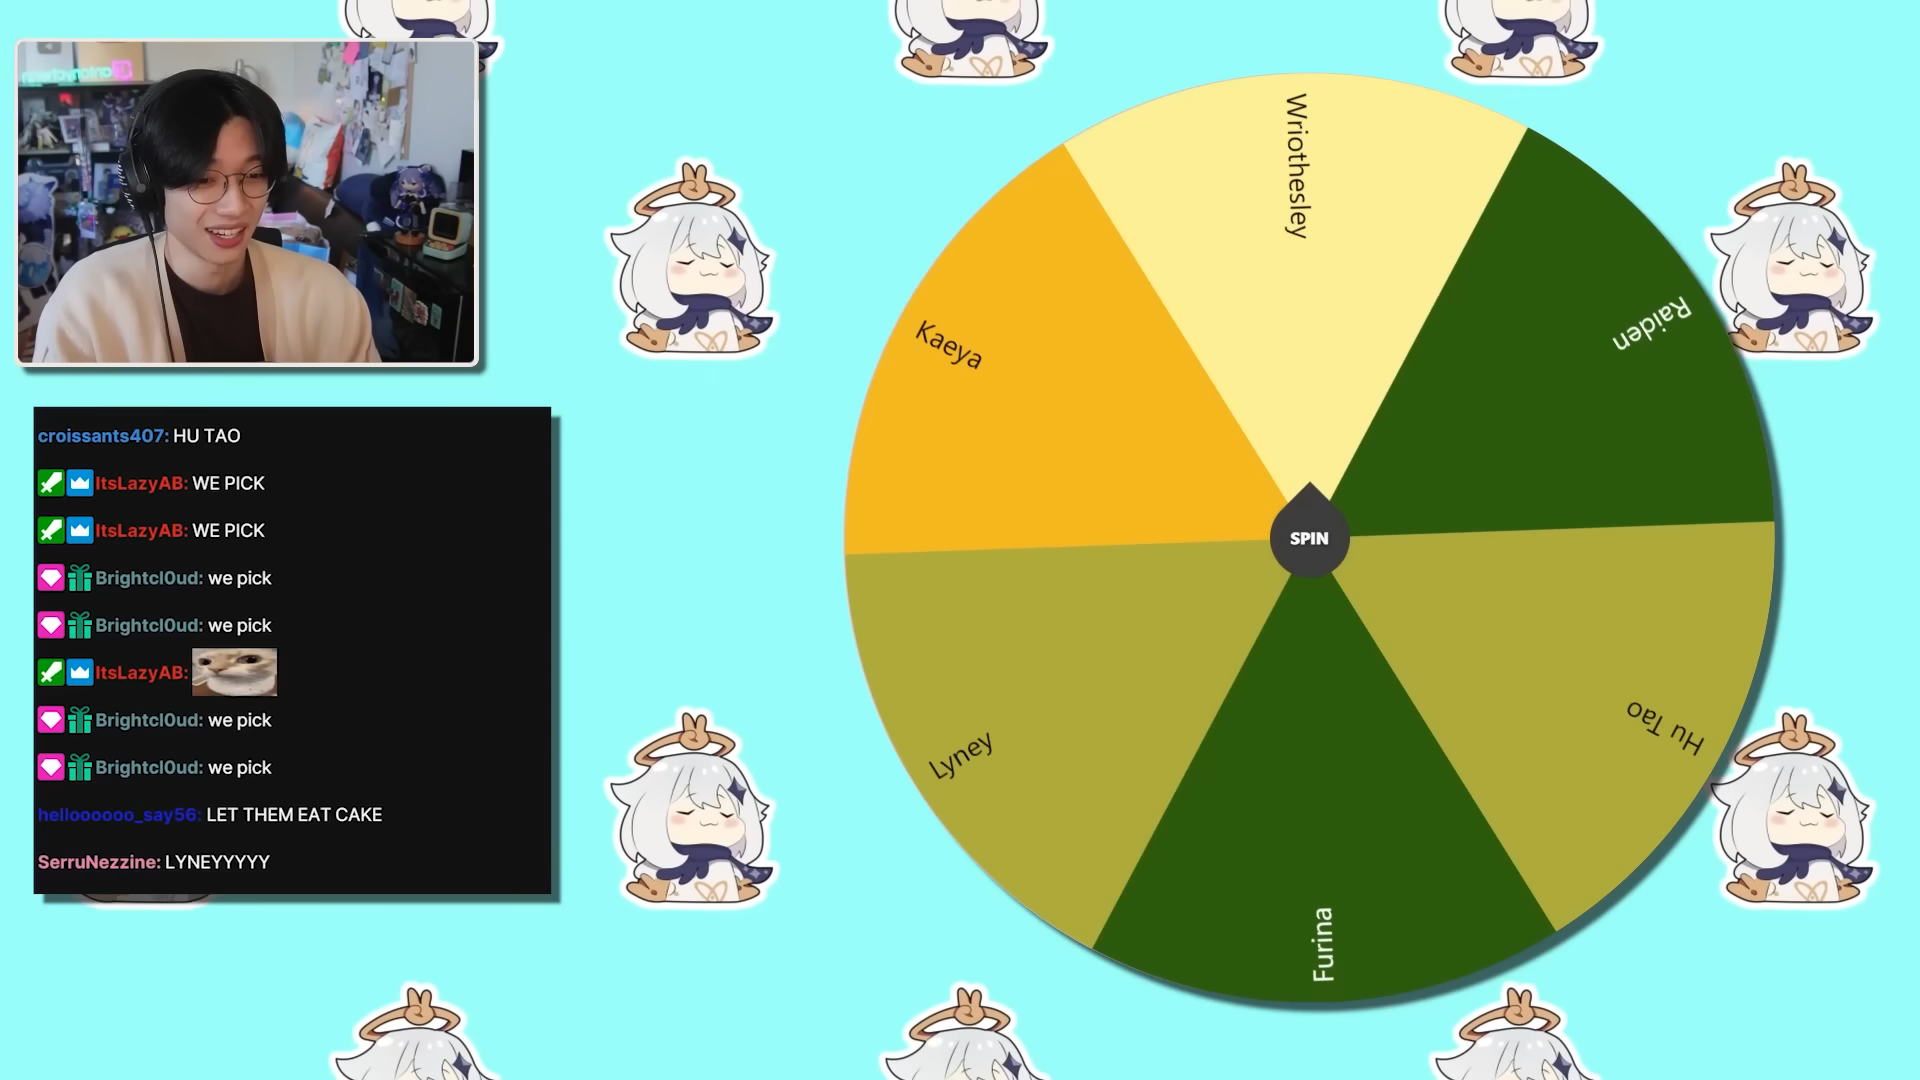 croissants407: HU TAO
ItsLazyAB: WE PICK
ItsLazyAB: WE PICK
Brightcl0ud: we pick
Brightcl0ud: we pick
ItsLazyAB:
Brightcl0ud: we pick
Brightcl0ud: we pick
helloooooo_say56: LET THEM EAT CAKE
SerruNezzine: LYNEYYYYY
Wriothesley
Raiden
Hu Tao
Furina
Lyney
Kaeya
SPIN